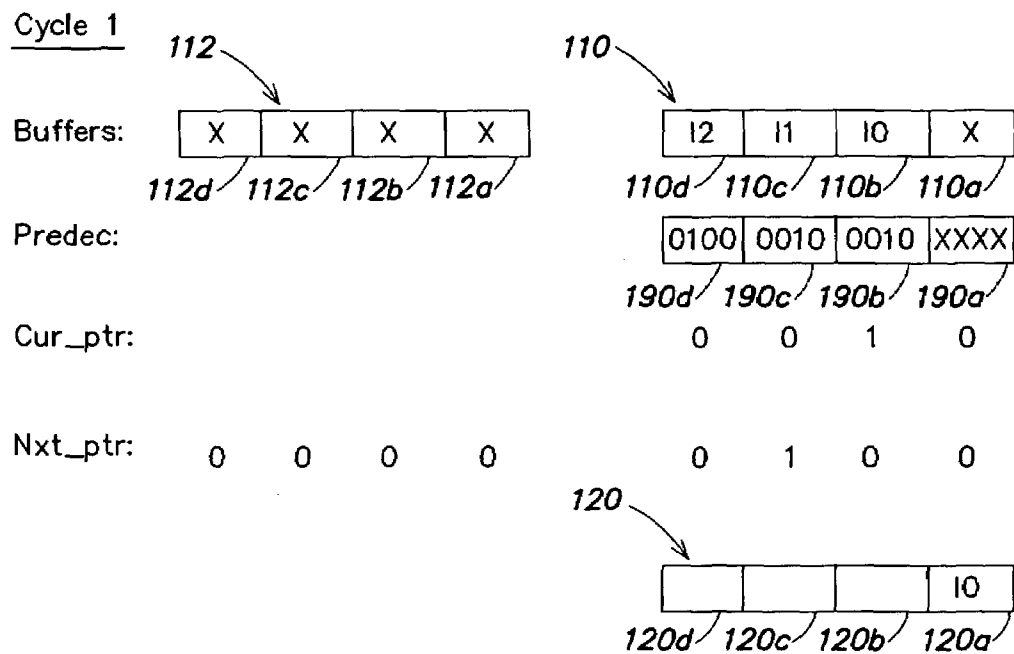 Cycle 1
112 110
Buffers: X X X X I2 I1 I0 X
112d 112c 112b 112a 110d 110c 110b 110a
Predec: 0100 0010 0010 XXXX
190d 190c 190b 190a
Cur_ptr: 0 0 1 0
Nxt_ptr: 0 0 0 0 0 1 0 0
120
I0
120d 120c 120b 120a